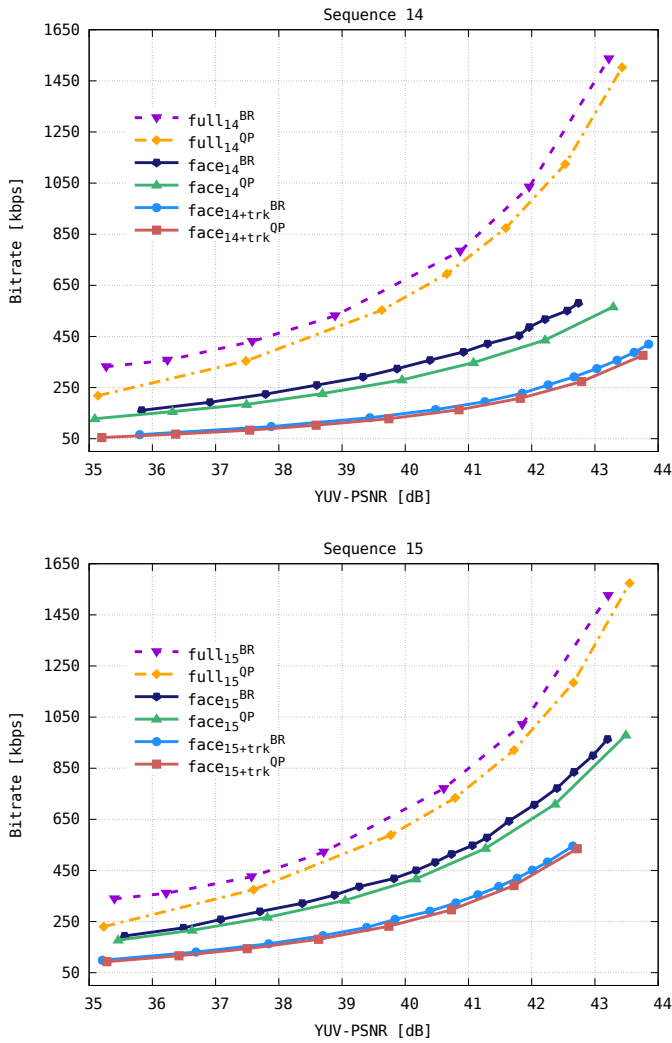 Sequence 14
1650
1450
1250
1050
850
650
450
250
50
Bitrate [kbps]
full14BR
full14QP
face14BR
face14QP
face14+trkBR
face14+trkQP
35 36 37 38 39 40 41 42 43 44
YUV-PSNR [dB]
Sequence 15
1650
1450
1250
1050
850
650
450
250
50
Bitrate [kbps]
full15BR
full15QP
face15BR
face15QP
face15+trkBR
face15+trkQP
35 36 37 38 39 40 41 42 43 44
YUV-PSNR [dB]